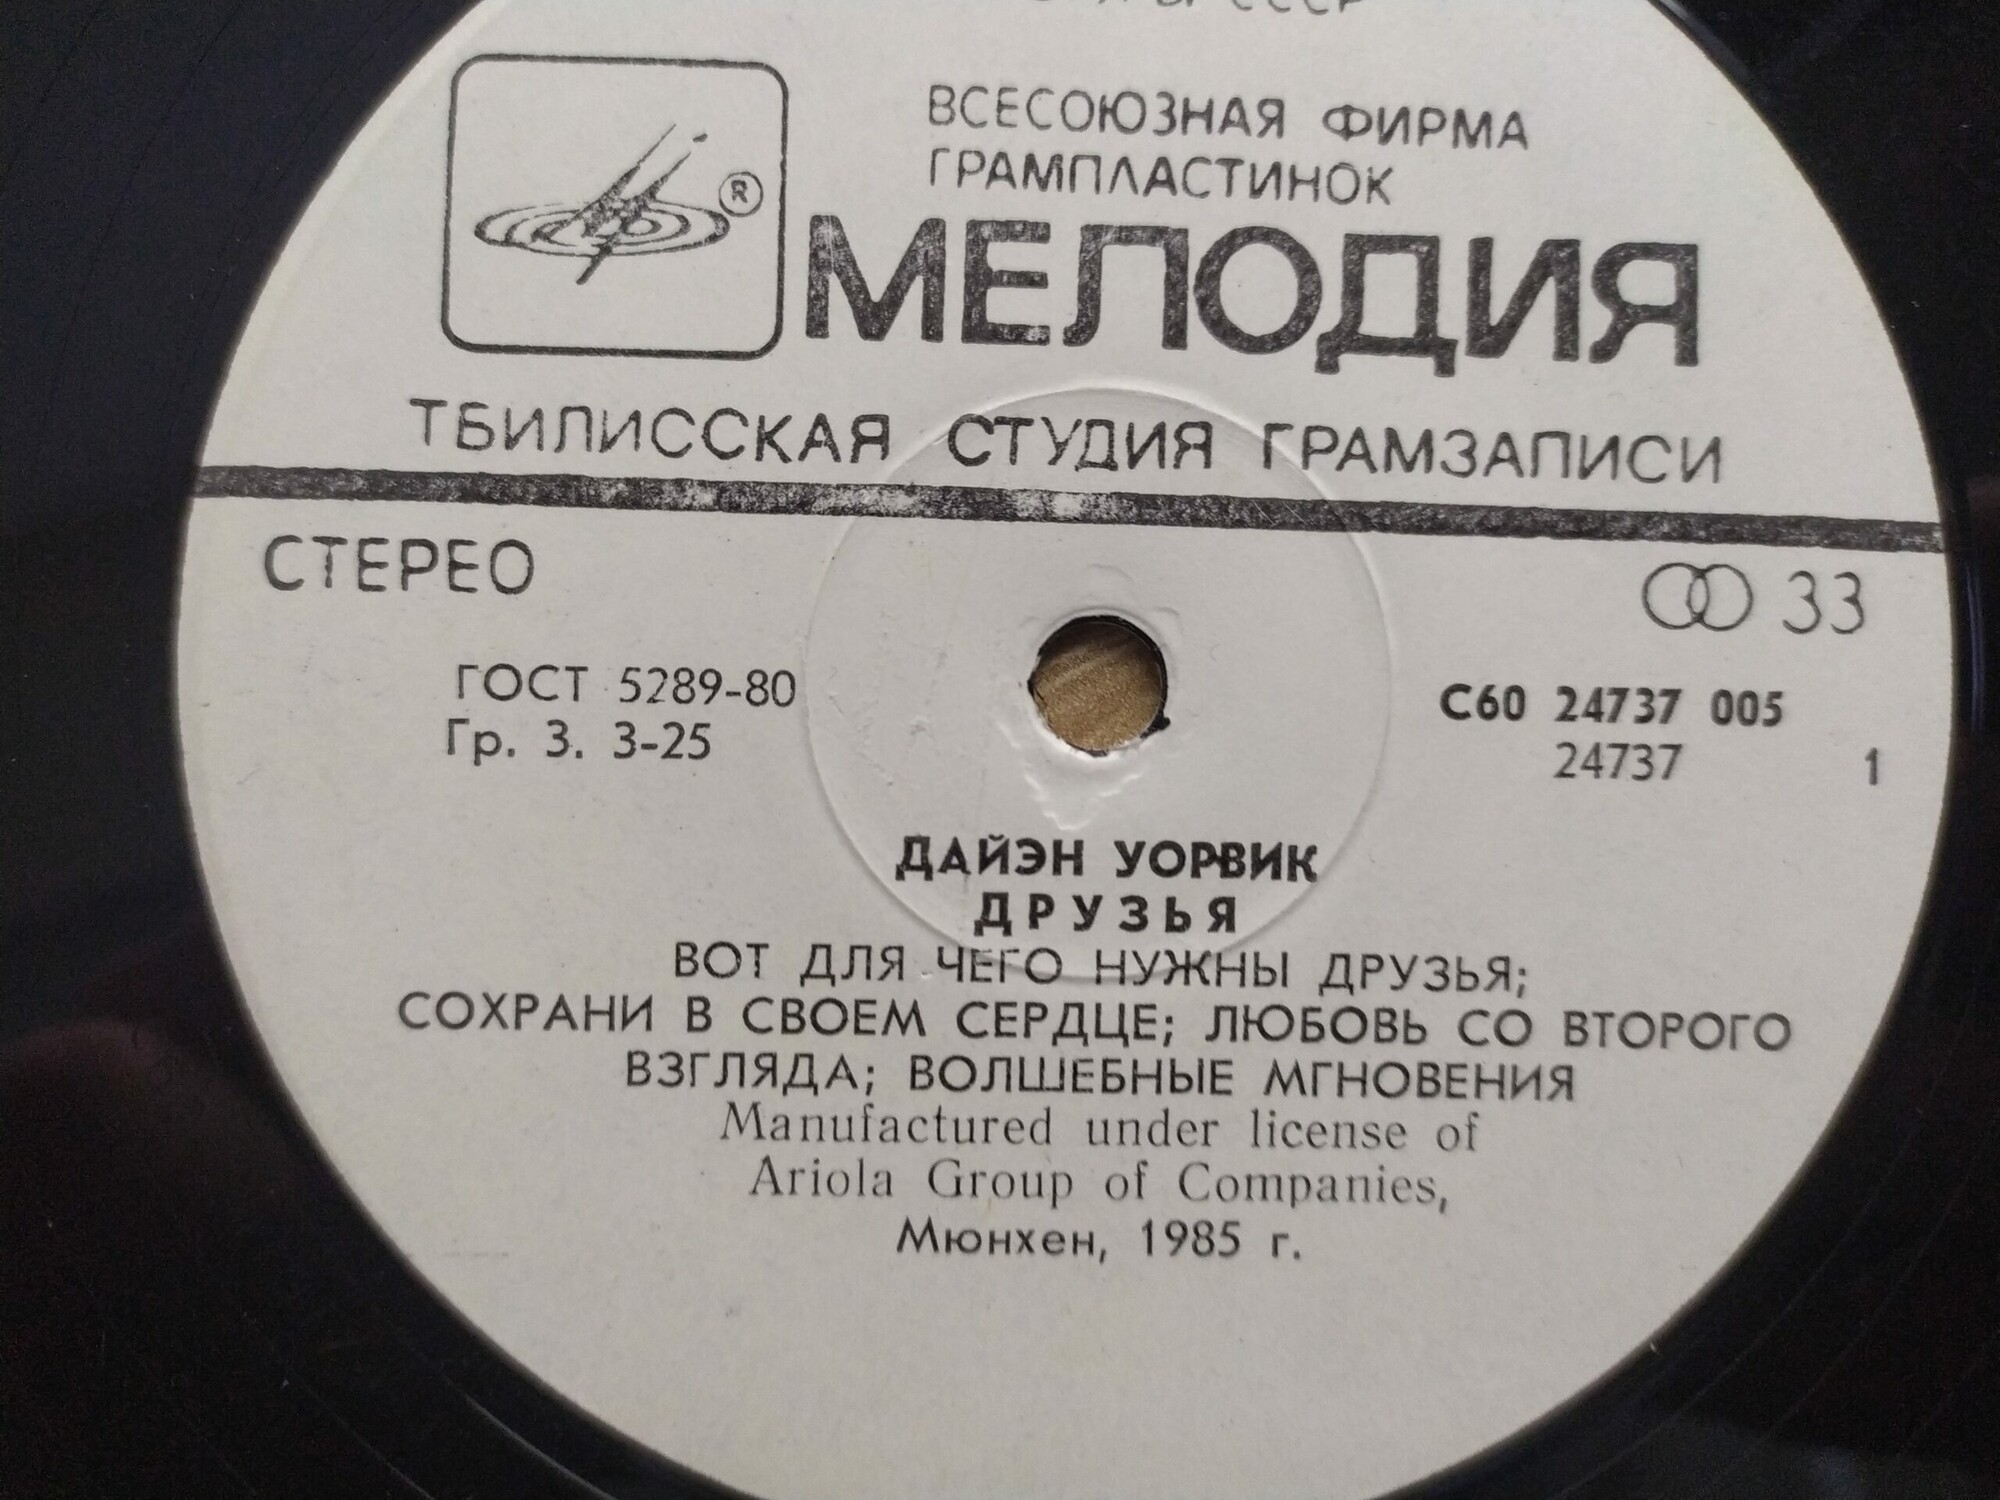 СССР
ВСЕСОЮЗНАЯ ФИРМА
ГРАМПЛАСТИНОК
®
МЕЛОДИЯ
ТБИЛИССКАЯ СТУДИЯ ГРАМЗАПИСИ
СТЕРЕО
33
ГОСТ 5289-80
Гр. 3. 3-25
С60 24737 005
24737 1
ДАЙЭН УОРВИК
ДРУЗЬЯ
ВОТ ДЛЯ ЧЕГО НУЖНЫ ДРУЗЬЯ;
СОХРАНИ В СВОЕМ СЕРДЦЕ; ЛЮБОВЬ СО ВТОРОГО
ВЗГЛЯДА; ВОЛШЕБНЫЕ МГНОВЕНИЯ
Manufactured under license of
Ariola Group of Companies,
Мюнхен, 1985 г.